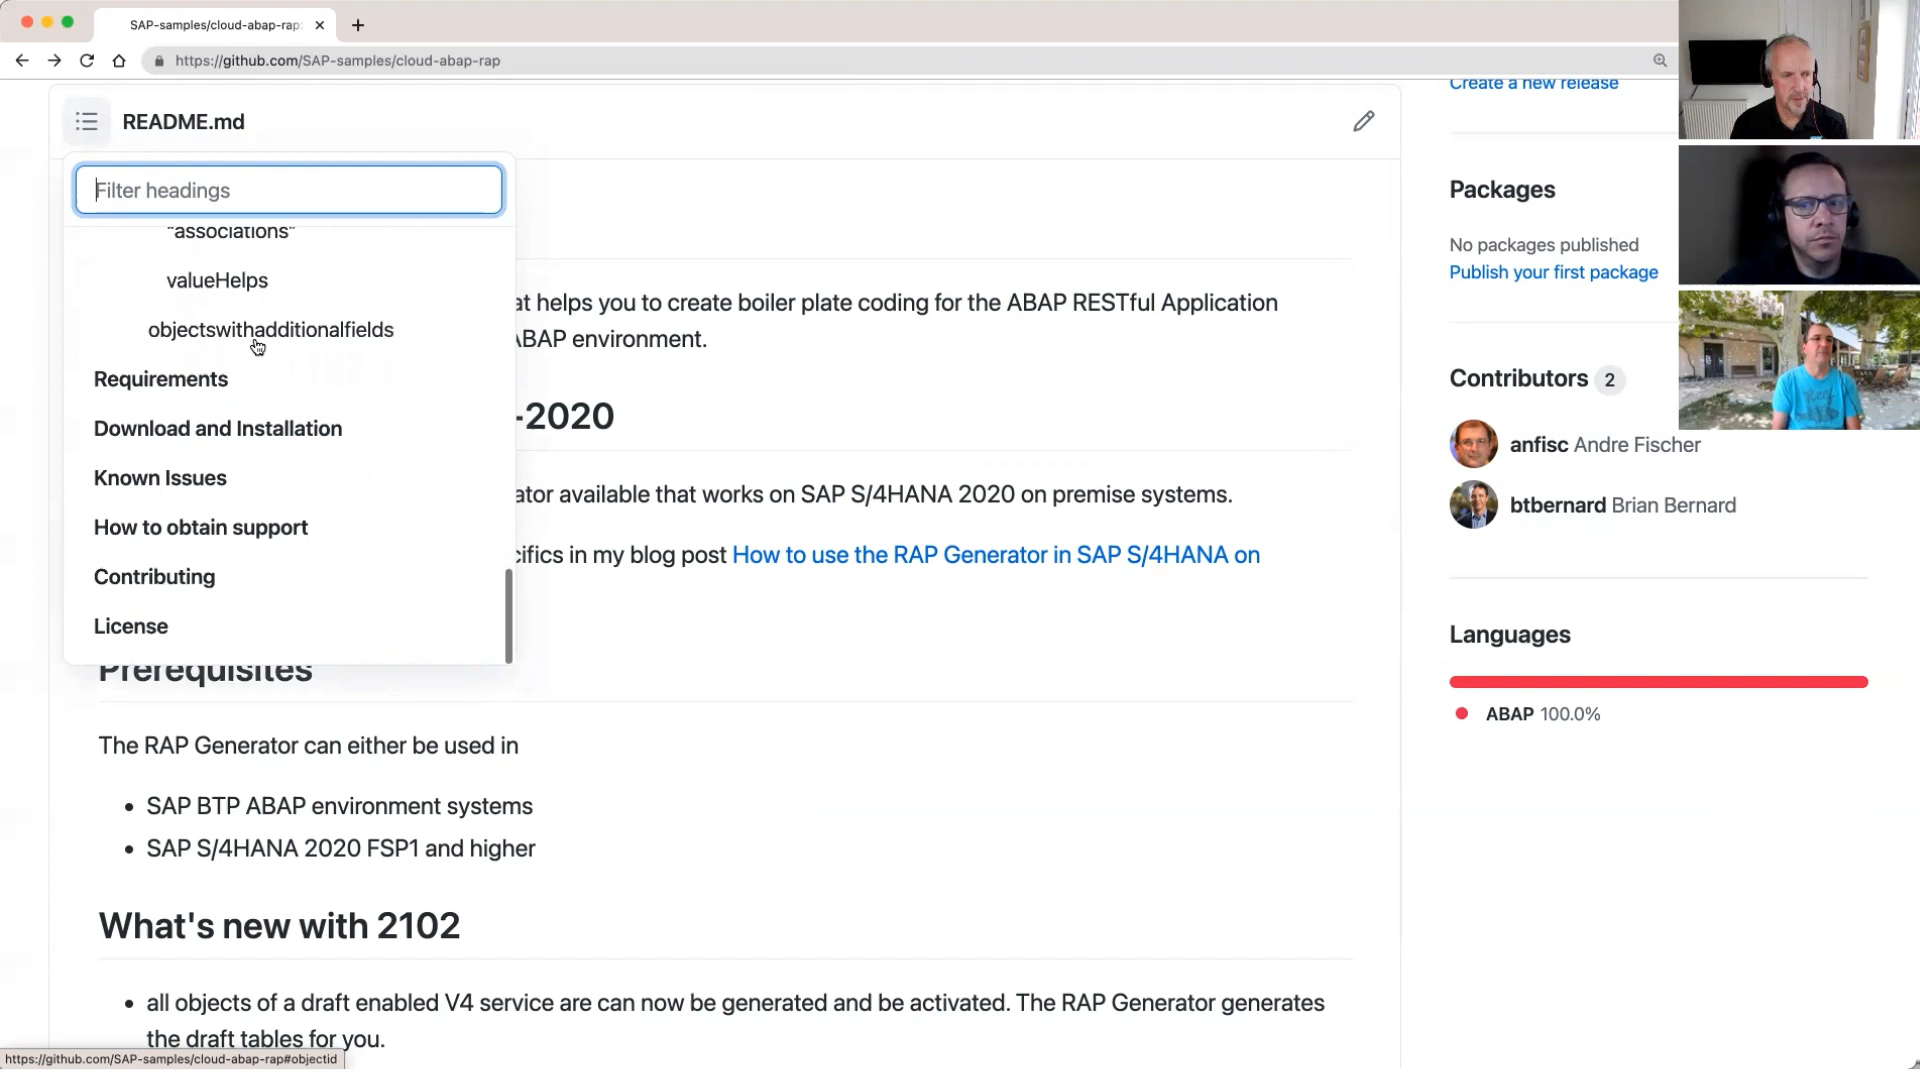 SAP-samples/cloud-abap-rap:
https://github.com/SAP-samples/cloud-abap-rap
README.md
Filter headings
"associations"
valueHelps
objectswithadditionalfields
Requirements
Download and Installation
Known Issues
How to obtain support
Contributing
License
at helps you to create boiler plate coding for the ABAP RESTful Application
ABAP environment.
-2020
ator available that works on SAP S/4HANA 2020 on premise systems.
cifics in my blog post How to use the RAP Generator in SAP S/4HANA on
Prerequisites
The RAP Generator can either be used in
• SAP BTP ABAP environment systems
• SAP S/4HANA 2020 FSP1 and higher
What's new with 2102
• all objects of a draft enabled V4 service are can now be generated and be activated. The RAP Generator generates
the draft tables for you.
https://github.com/SAP-samples/cloud-abap-rap#objectid
Create a new release
Packages
No packages published
Publish your first package
Contributors 2
anfisc Andre Fischer
btbernard Brian Bernard
Languages
ABAP 100.0%